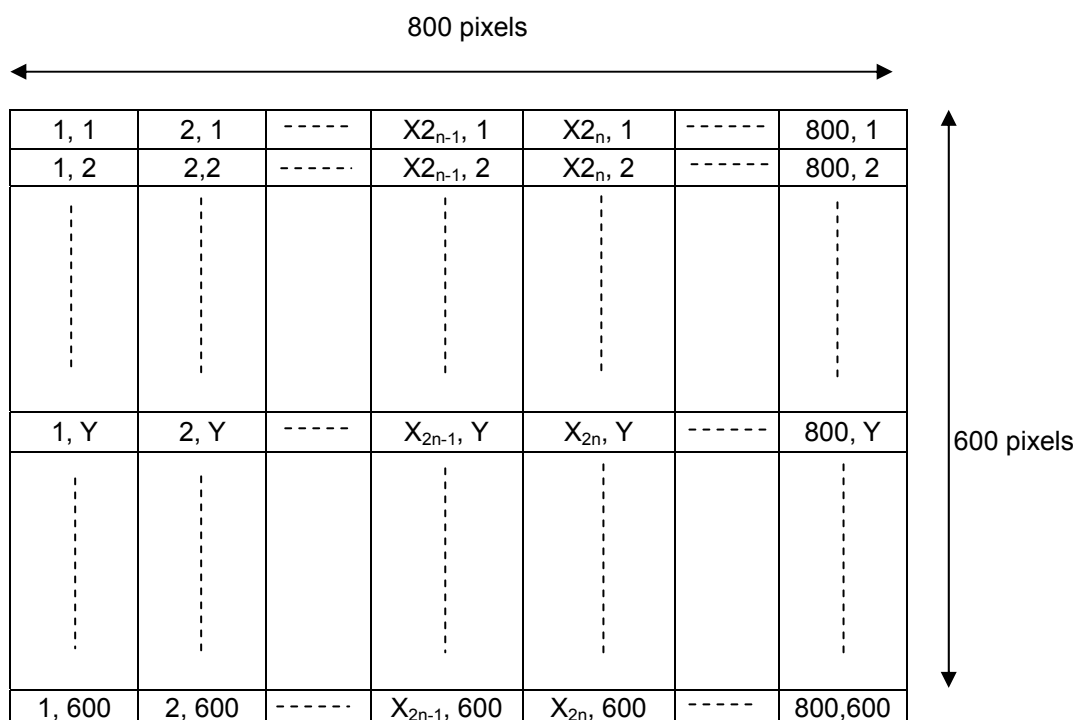 800 pixels
1, 1 2, 1 ----- X2ₙ₋₁, 1 X2ₙ, 1 ------ 800, 1
1, 2 2,2 ------ X2ₙ₋₁, 2 X2ₙ, 2 ------ 800, 2
1, Y 2, Y ----- X₂ₙ₋₁, Y X₂ₙ, Y ------ 800, Y
600 pixels
1, 600 2, 600 ------ X₂ₙ₋₁, 600 X₂ₙ, 600 ----- 800,600